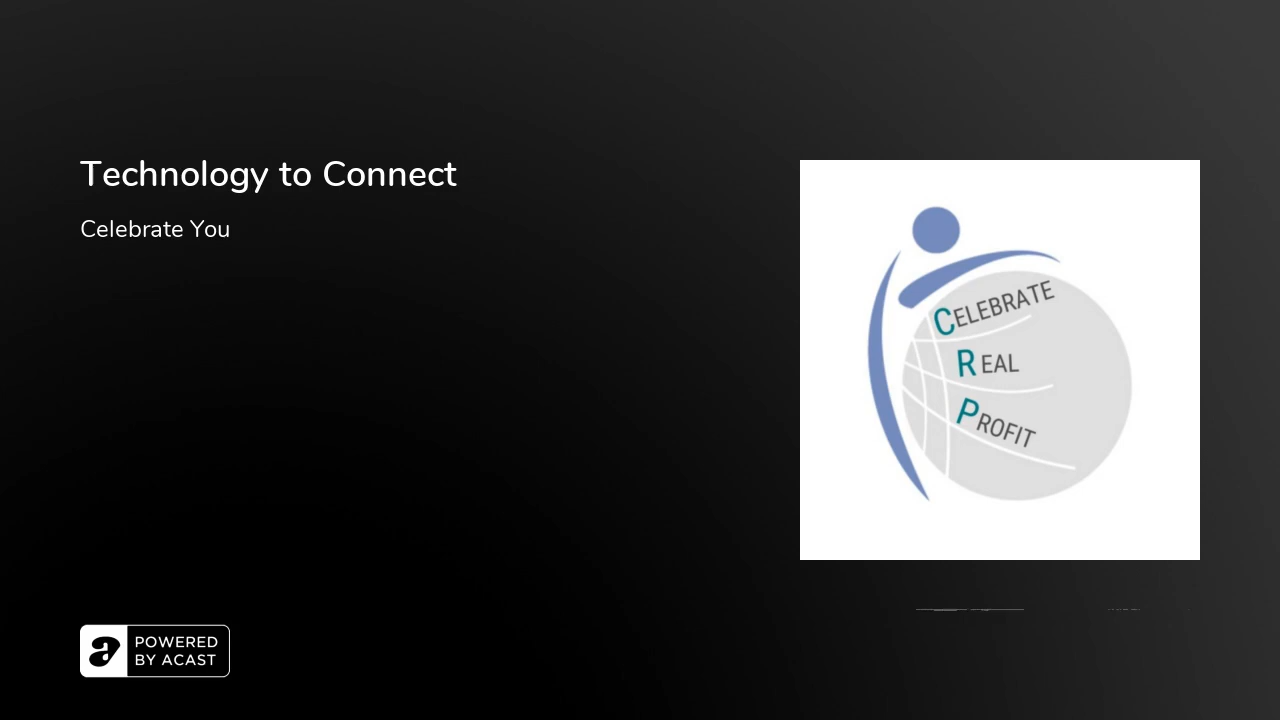 Technology to Connect
Celebrate You
CELEBRATE
REAL
PROFIT
a POWERED
BY ACAST